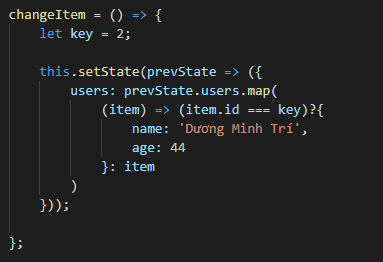 changeItem = () => {
    let key = 2;

    this.setState(prevState => ({
        users: prevState.users.map(
            (item) => (item.id === key)?{
                name: 'Dương Minh Trí',
                age: 44
            }: item
        )
    }));

};